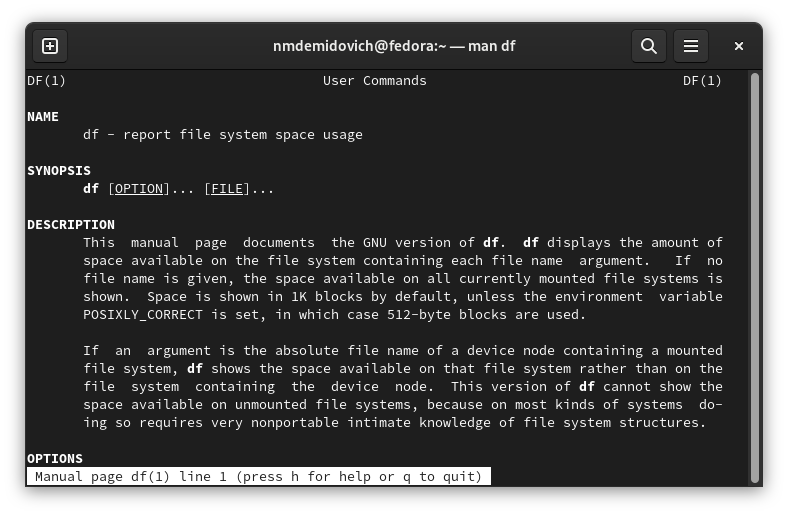 nmdemidovich@fedora:~ — man df
DF(1) User Commands DF(1)
NAME
df - report file system space usage
SYNOPSIS
df [OPTION]... [FILE]...
DESCRIPTION
This manual page documents the GNU version of df. df displays the amount of
space available on the file system containing each file name argument. If no
file name is given, the space available on all currently mounted file systems is
shown. Space is shown in 1K blocks by default, unless the environment variable
POSIXLY_CORRECT is set, in which case 512-byte blocks are used.
If an argument is the absolute file name of a device node containing a mounted
file system, df shows the space available on that file system rather than on the
file system containing the device node. This version of df cannot show the
space available on unmounted file systems, because on most kinds of systems do-
ing so requires very nonportable intimate knowledge of file system structures.
OPTIONS
Manual page df(1) line 1 (press h for help or q to quit)